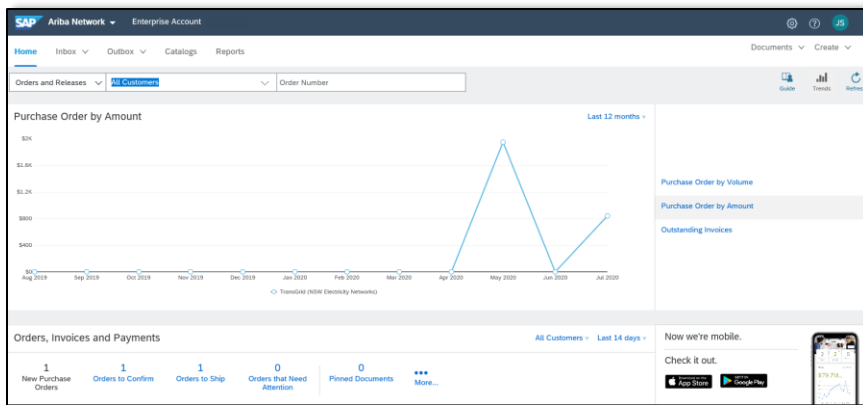 SAP Ariba Network Enterprise Account JS
Home Inbox Outbox Catalogs Reports Documents Create
Orders and Releases All Customers Order Number Guide Trends Refres
Purchase Order by Amount Last 12 months
$2K
$1.6K
$1.2K
$800
$400
$0
Aug 2019 Sep 2019 Oct 2019 Nov 2019 Dec 2019 Jan 2020 Feb 2020 Mar 2020 Apr 2020 May 2020 Jun 2020 Jul 2020
TransGrid (NSW Electricity Networks)
Purchase Order by Volume
Purchase Order by Amount
Outstanding Invoices
Orders, Invoices and Payments All Customers Last 14 days
1 1 1 0 0
New Purchase Orders to Confirm Orders to Ship Orders that Need Pinned Documents More...
Orders Attention
Now we're mobile.
Check it out.
App Store Google Play